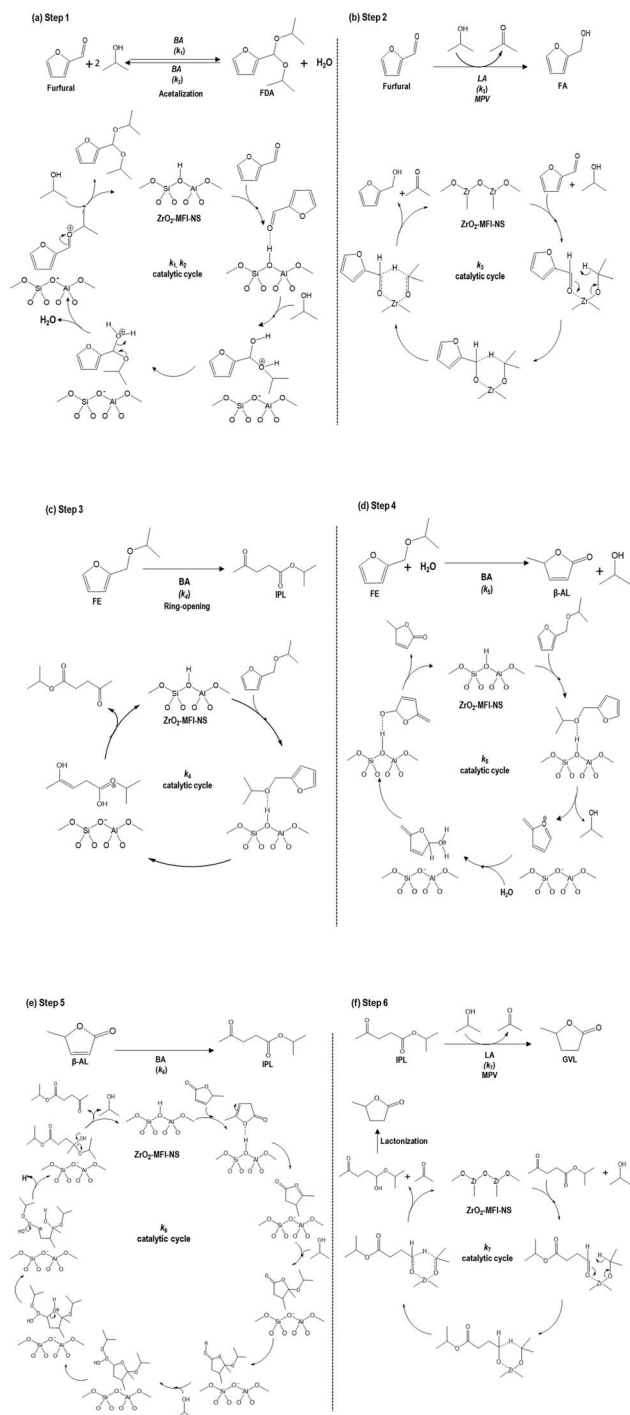 (a) Step 1
BA
(k₁)
BA
(k₂)
Acetalization
Furfural
+ 2
OH
FDA
+ H₂O
ZrO₂-MFI-NS
k₁, k₂
catalytic cycle
H₂O
(b) Step 2
Furfural
LA
(k₃)
MPV
FA
ZrO₂-MFI-NS
k₃
catalytic cycle
(c) Step 3
FE
BA
(k₄)
Ring-opening
IPL
ZrO₂-MFI-NS
k₄
catalytic cycle
(d) Step 4
FE
+ H₂O
BA
(k₅)
β-AL
+
ZrO₂-MFI-NS
k₅
catalytic cycle
H₂O
(e) Step 5
β-AL
BA
(k₆)
IPL
ZrO₂-MFI-NS
H⁺
k₆
catalytic cycle
(f) Step 6
IPL
LA
(k₇)
MPV
GVL
Lactonization
ZrO₂-MFI-NS
k₇
catalytic cycle